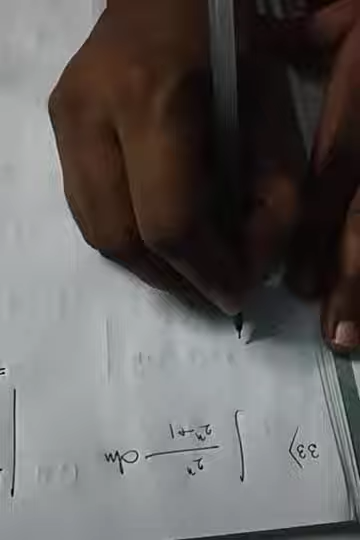 33) ∫ 2ⁿ/(2ⁿ+1) dn